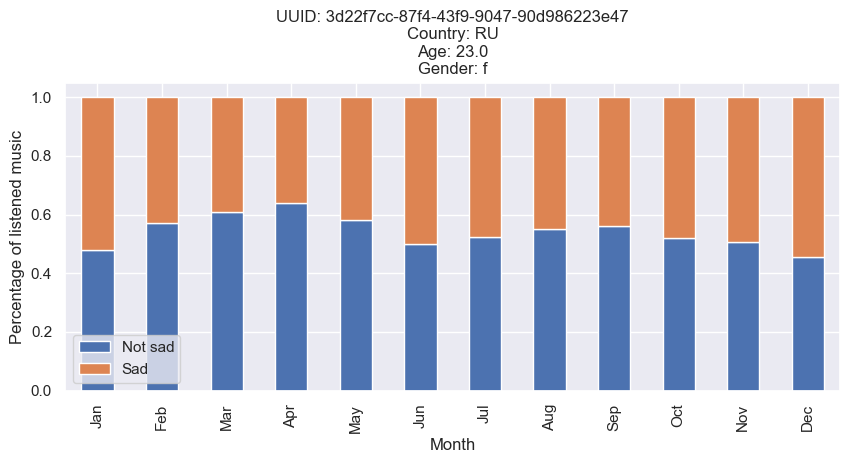 UUID: 3d22f7cc-87f4-43f9-9047-90d986223e47
Country: RU
Age: 23.0
Gender: f
Percentage of listened music
1.0
0.8
0.6
0.4
0.2
0.0
Not sad
Sad
Jan
Feb
Mar
Apr
May
Jun
Jul
Aug
Sep
Oct
Nov
Dec
Month